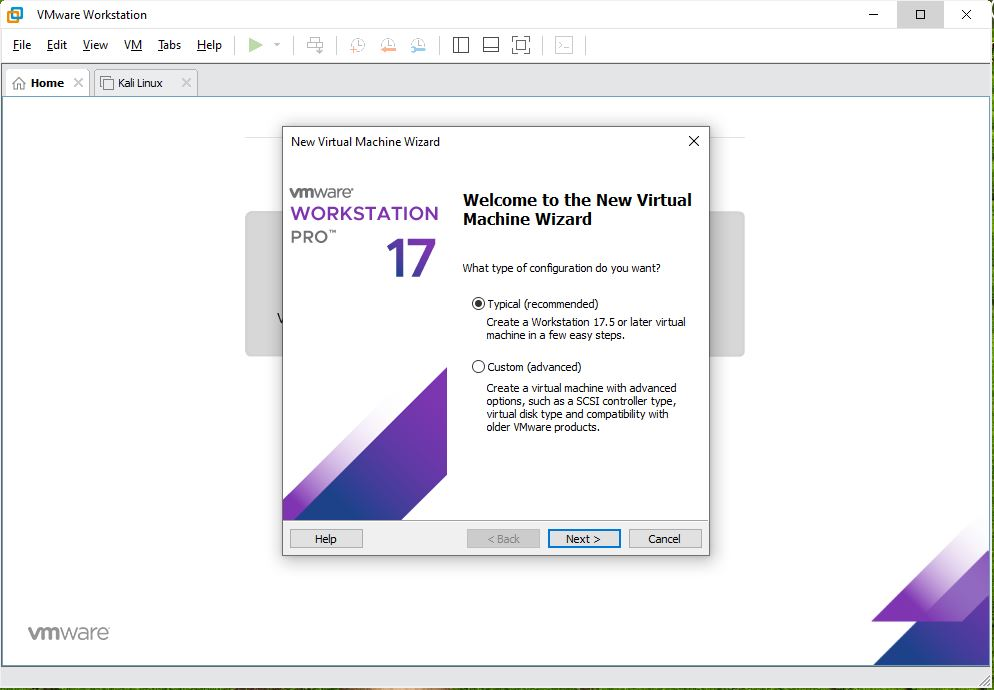 VMware Workstation
File Edit View VM Tabs Help
Home Kali Linux
New Virtual Machine Wizard
vmware®
WORKSTATION
PRO™
17
Welcome to the New Virtual
Machine Wizard
What type of configuration do you want?
Typical (recommended)
Create a Workstation 17.5 or later virtual
machine in a few easy steps.
Custom (advanced)
Create a virtual machine with advanced
options, such as a SCSI controller type,
virtual disk type and compatibility with
older VMware products.
Help < Back Next > Cancel
vmware®